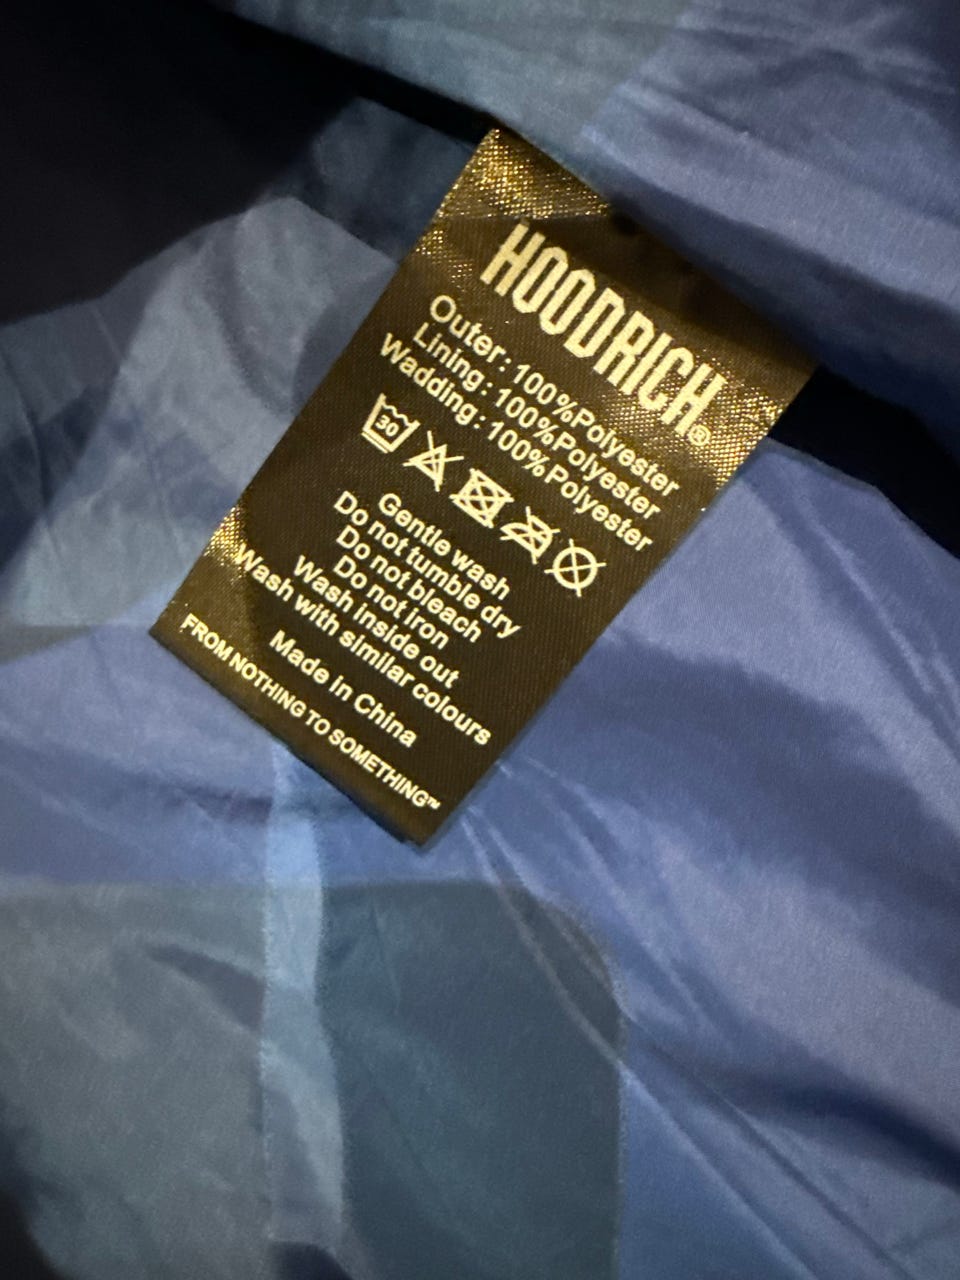 HOODRICH®
Outer: 100%Polyester
Lining: 100%Polyester
Wadding: 100%Polyester
30
Gentle wash
Do not tumble dry
Do not bleach
Do not iron
Wash inside out
Wash with similar colours
Made in China
FROM NOTHING TO SOMETHING™